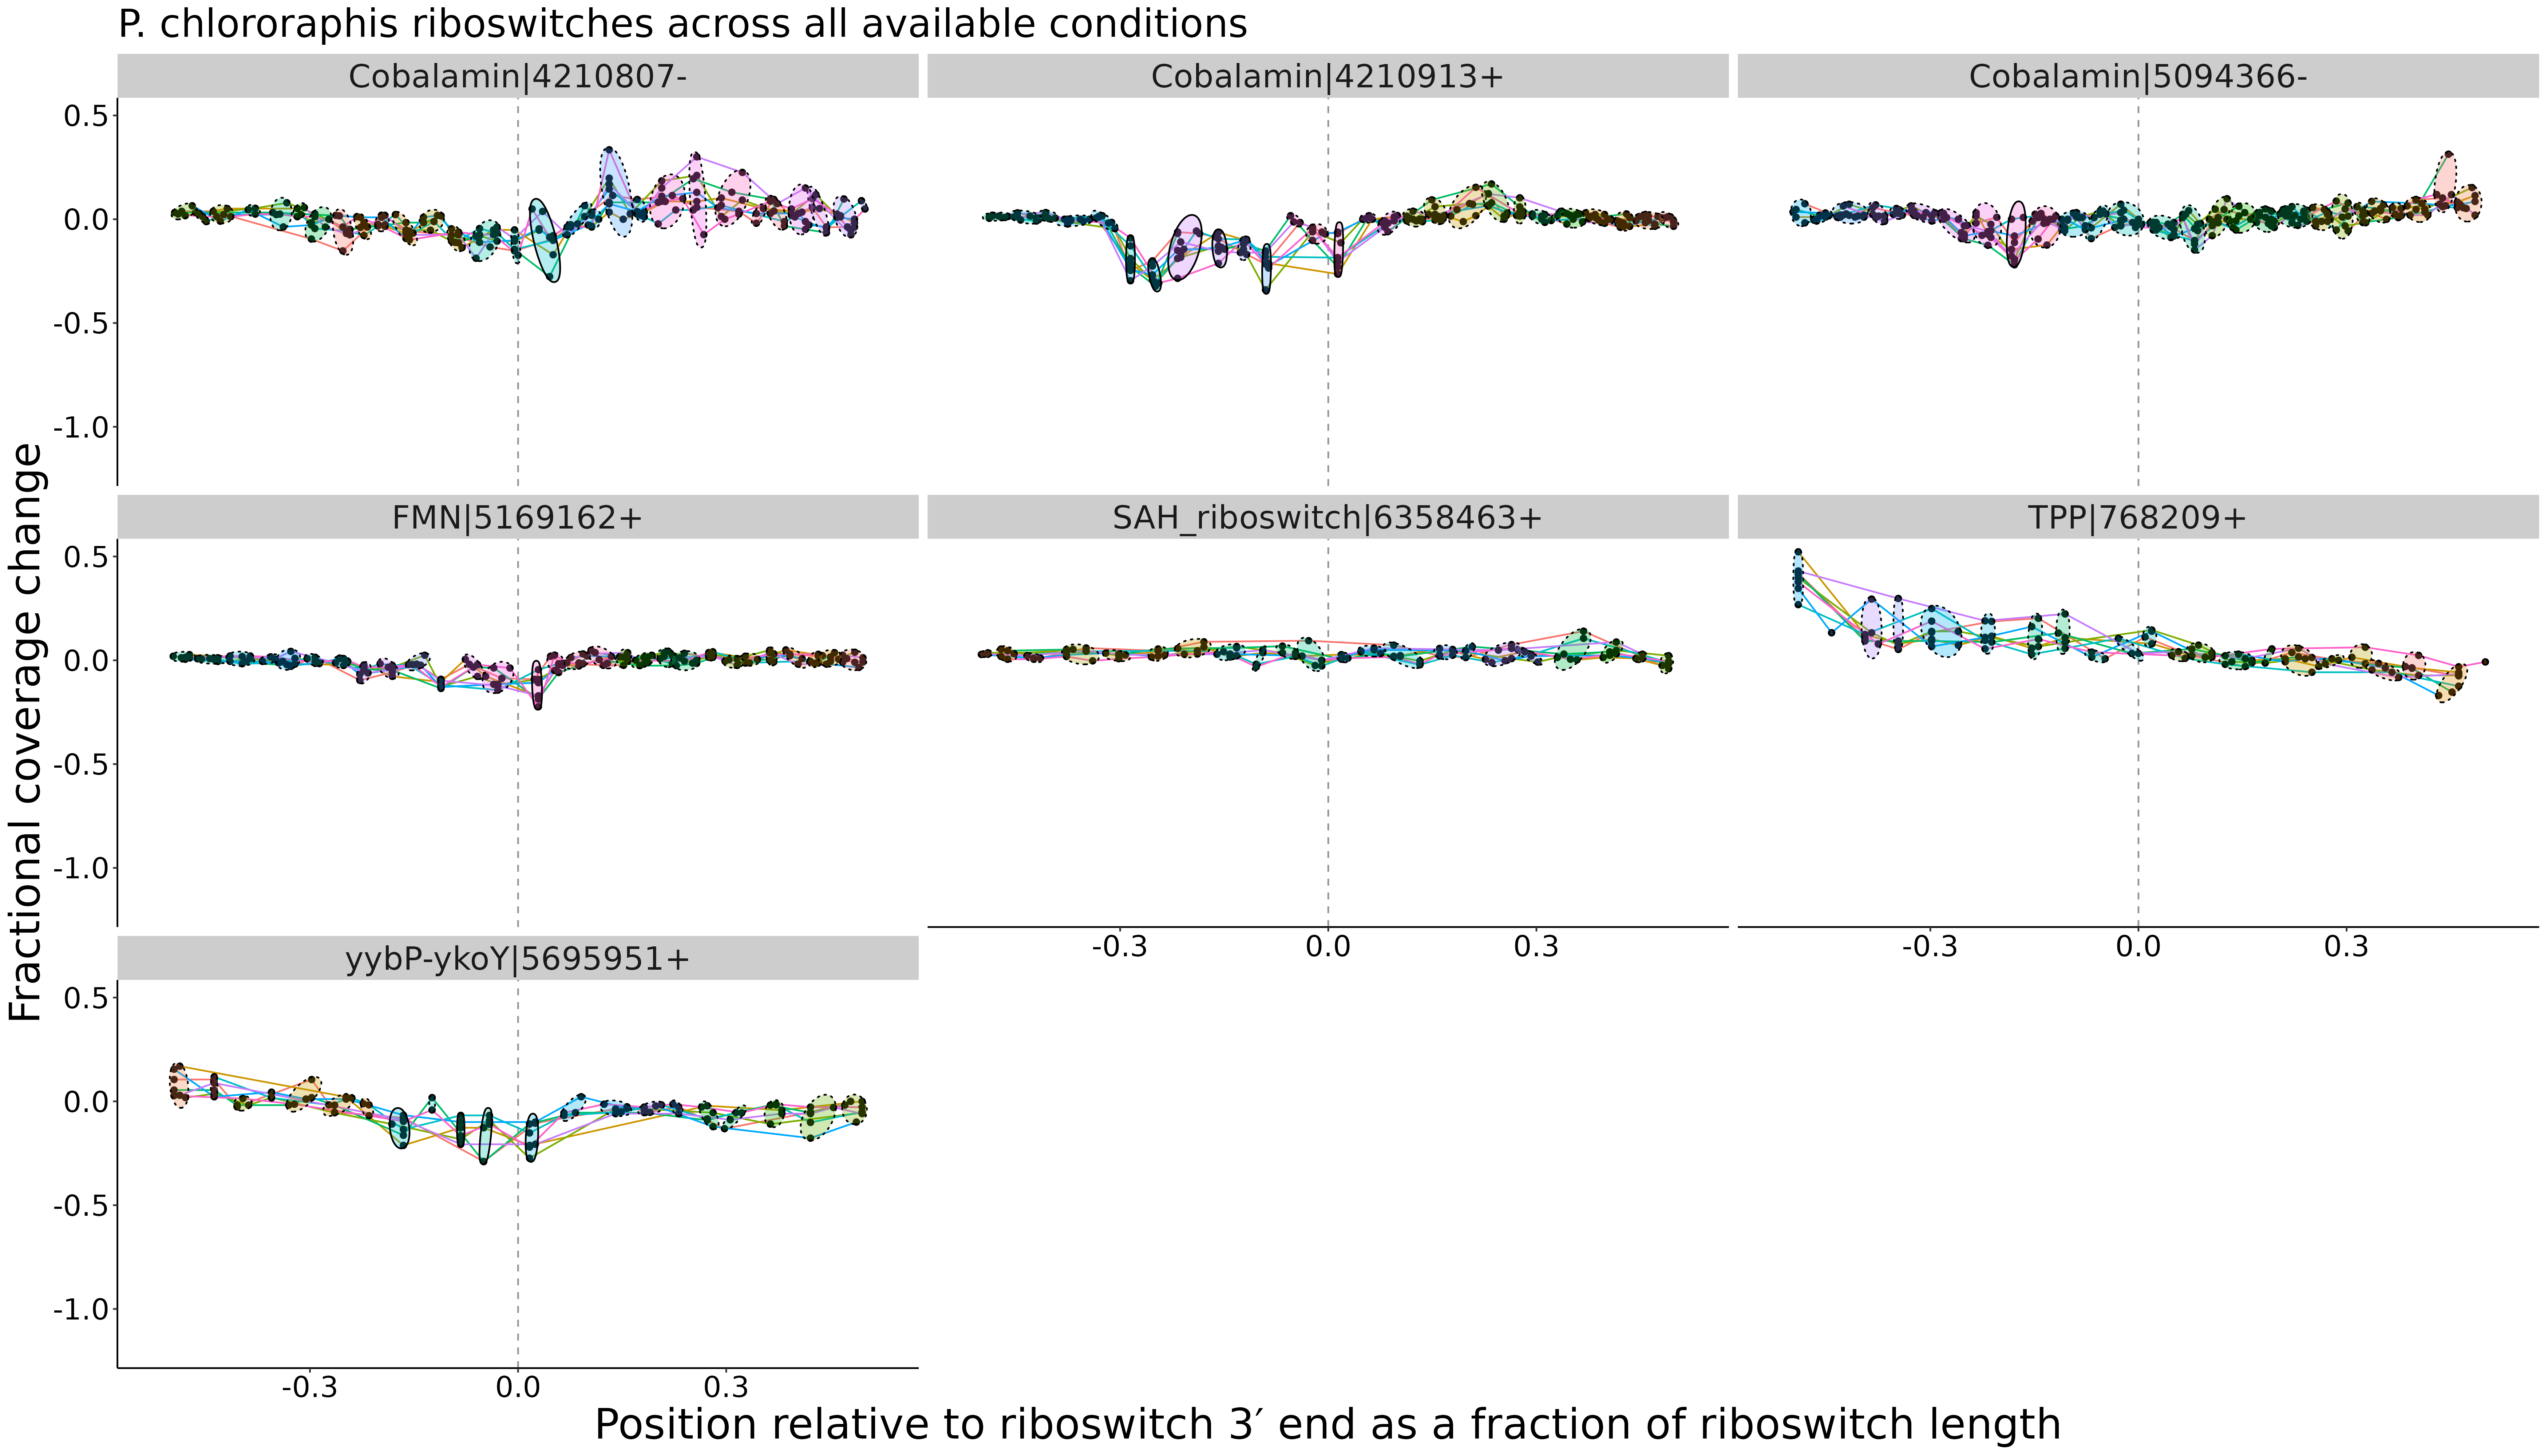 P. chlororaphis riboswitches across all available conditions
Cobalamin|4210807-
Cobalamin|4210913+
Cobalamin|5094366-
0.5
0.0
-0.5
-1.0
FMN|5169162+
SAH_riboswitch|6358463+
TPP|768209+
0.5
0.0
-0.5
-1.0
-0.3 0.0 0.3
-0.3 0.0 0.3
yybP-ykoY|5695951+
0.5
0.0
-0.5
-1.0
-0.3 0.0 0.3
Fractional coverage change
Position relative to riboswitch 3′ end as a fraction of riboswitch length